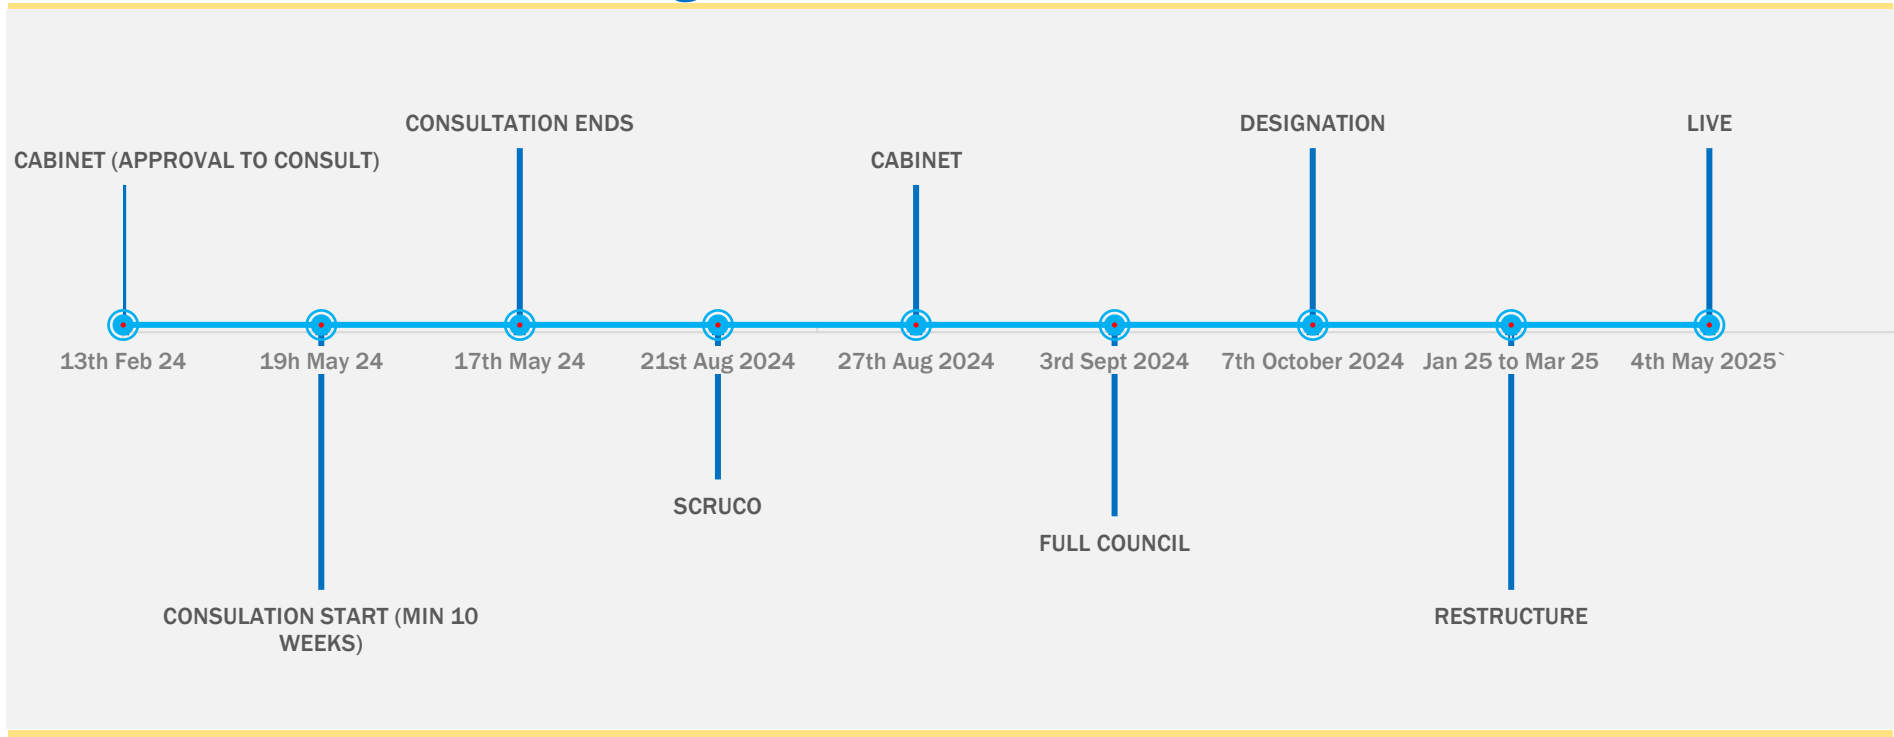 CONSULTATION ENDS
DESIGNATION
LIVE
CABINET (APPROVAL TO CONSULT)
CABINET
13th Feb 24
19h May 24
17th May 24
21st Aug 2024
27th Aug 2024
3rd Sept 2024
7th October 2024
Jan 25 to Mar 25
4th May 2025`
SCRUCO
FULL COUNCIL
CONSULATION START (MIN 10
WEEKS)
RESTRUCTURE